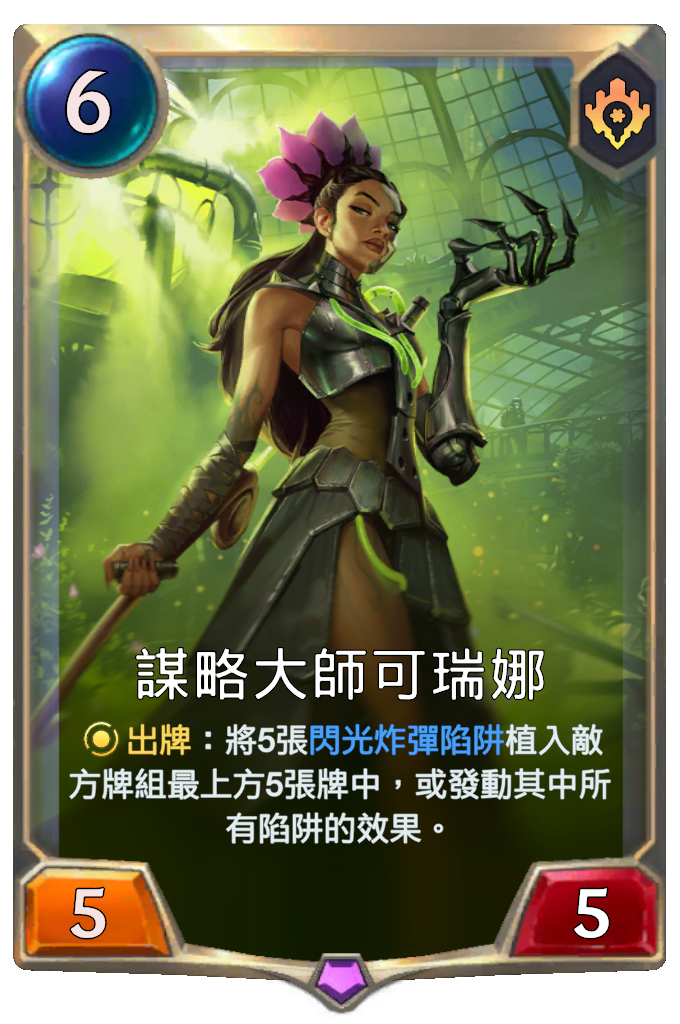 6
謀略大師可瑞娜
出牌：將5張閃光炸彈陷阱植入敵
方牌組最上方5張牌中，或發動其中所
有陷阱的效果。
5
5